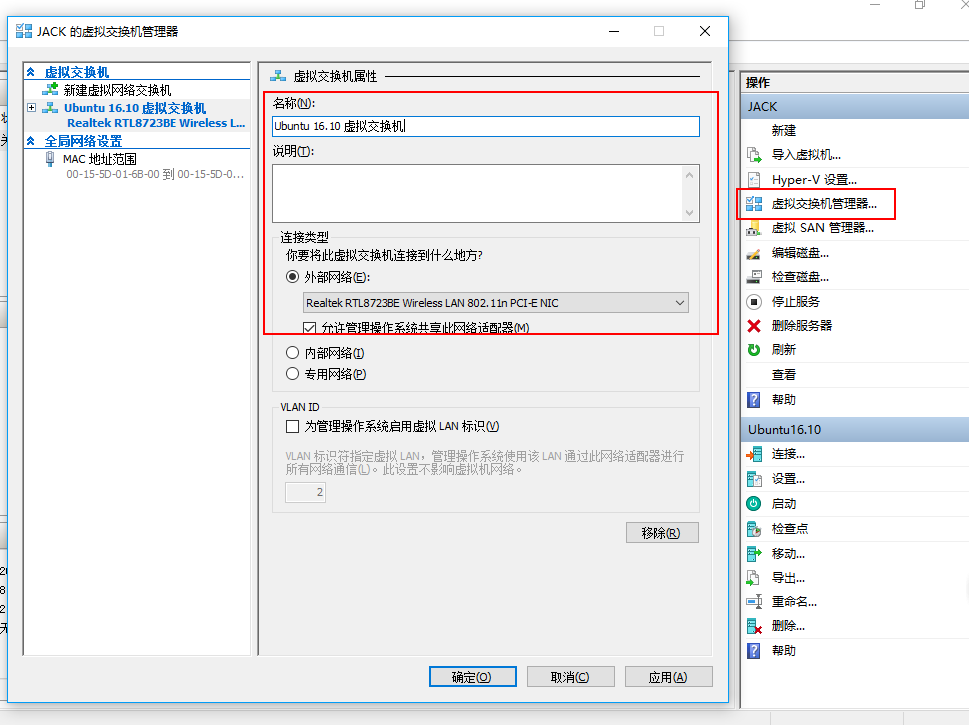 JACK 的虚拟交换机管理器
虚拟交换机
新建虚拟网络交换机
Ubuntu 16.10 虚拟交换机
Realtek RTL8723BE Wireless L...
全局网络设置
MAC 地址范围
00-15-5D-01-6B-00 到 00-15-5D-0...
虚拟交换机属性
名称(N):
Ubuntu 16.10 虚拟交换机
说明(T):
连接类型
你要将此虚拟交换机连接到什么地方?
外部网络(E):
Realtek RTL8723BE Wireless LAN 802.11n PCI-E NIC
允许管理操作系统共享此网络适配器(M)
内部网络(I)
专用网络(P)
VLAN ID
为管理操作系统启用虚拟 LAN 标识(V)
VLAN 标识符指定虚拟 LAN，管理操作系统使用该 LAN 通过此网络适配器进行
所有网络通信(L)。此设置不影响虚拟机网络。
2
移除(R)
确定(O)
取消(C)
应用(A)
操作
JACK
新建
导入虚拟机...
Hyper-V 设置...
虚拟交换机管理器...
虚拟 SAN 管理器...
编辑磁盘...
检查磁盘...
停止服务
删除服务器
刷新
查看
帮助
Ubuntu16.10
连接...
设置...
启动
检查点
移动...
导出...
重命名...
删除...
帮助